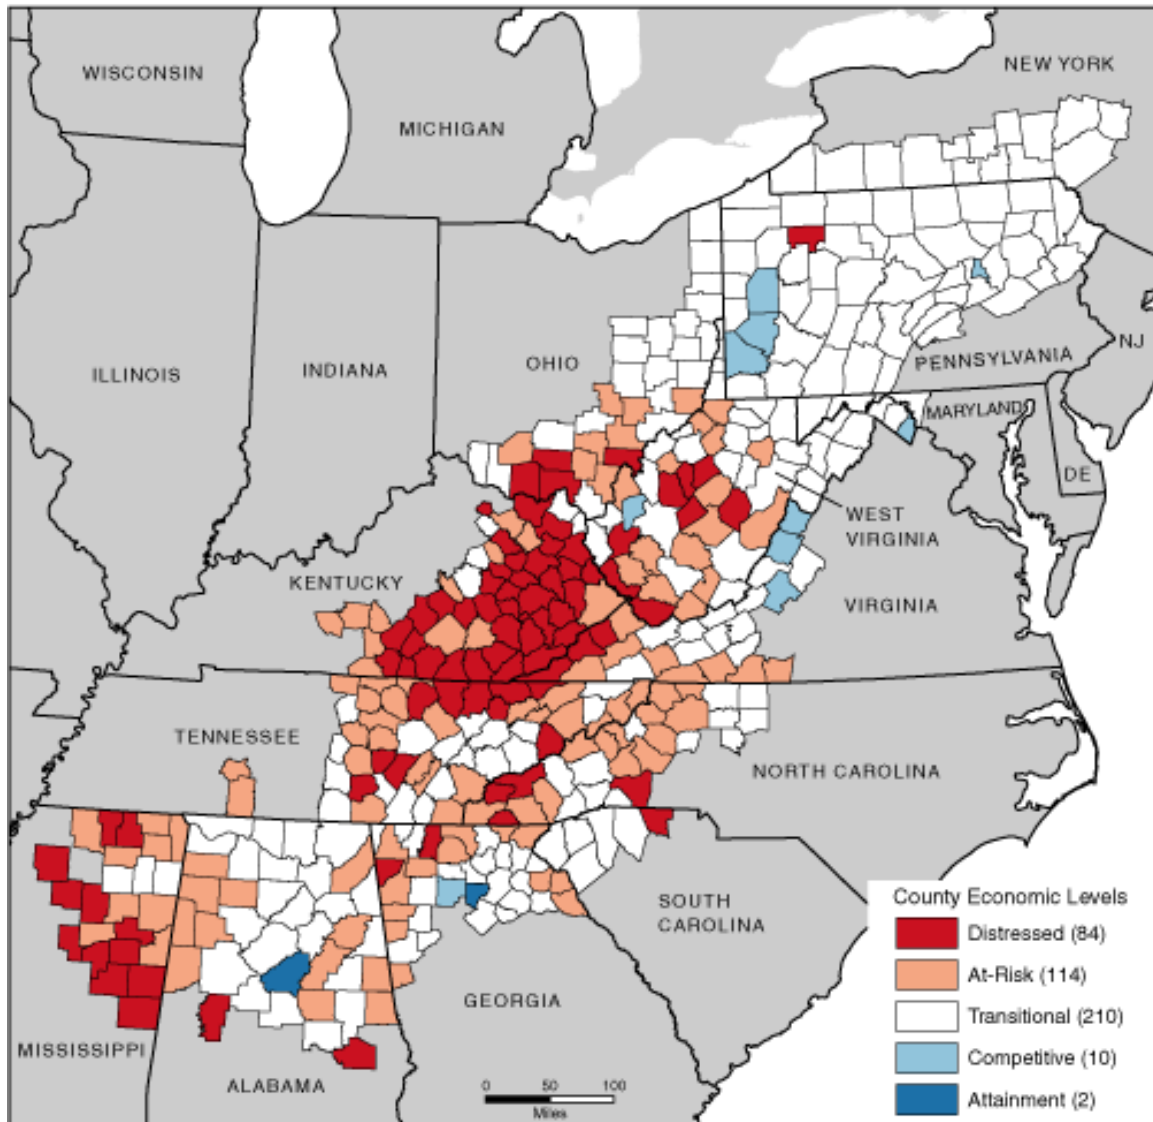 WISCONSIN
NEW YORK
MICHIGAN
ILLINOIS
INDIANA
OHIO
PENNSYLVANIA
NJ
MARYLAND
DE
WEST
VIRGINIA
KENTUCKY
VIRGINIA
TENNESSEE
NORTH CAROLINA
SOUTH
CAROLINA
GEORGIA
MISSISSIPPI
ALABAMA
County Economic Levels
Distressed (84)
At-Risk (114)
Transitional (210)
Competitive (10)
Attainment (2)
0 50 100
Miles